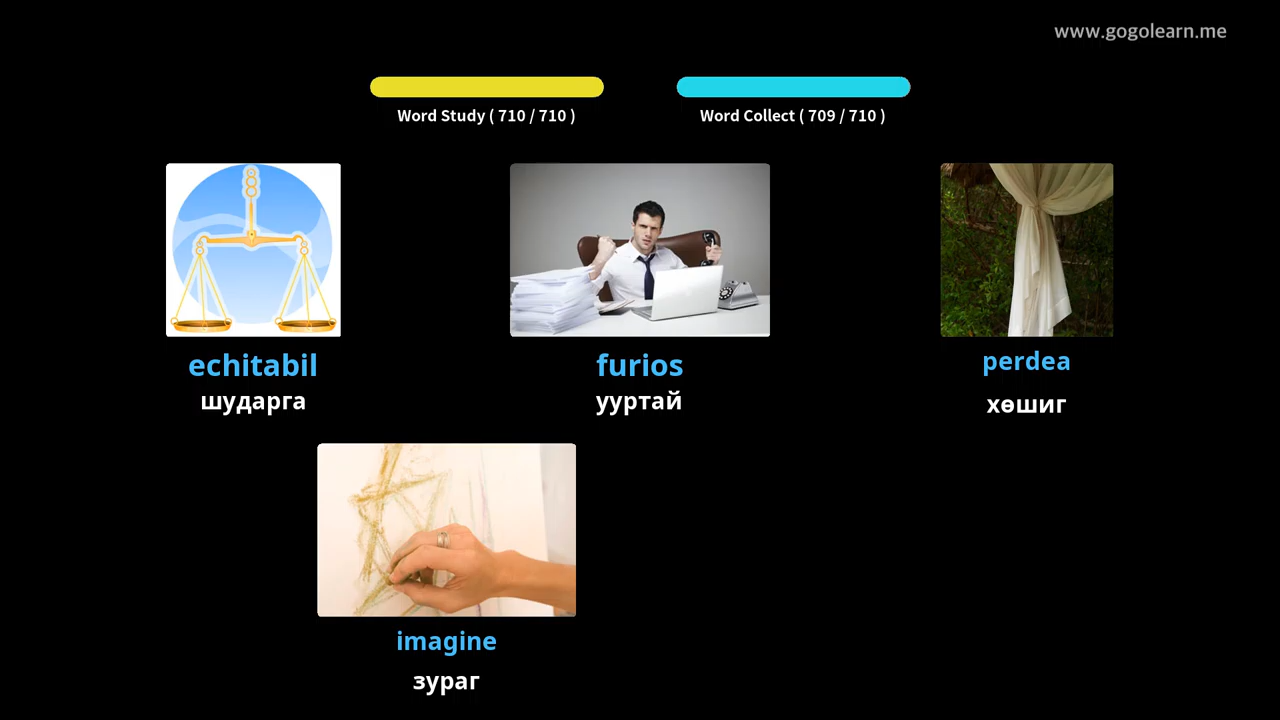 www.gogolearn.me
Word Study ( 710 / 710 )
Word Collect ( 709 / 710 )
echitabil
шударга
furios
ууртай
perdea
хөшиг
imagine
зураг